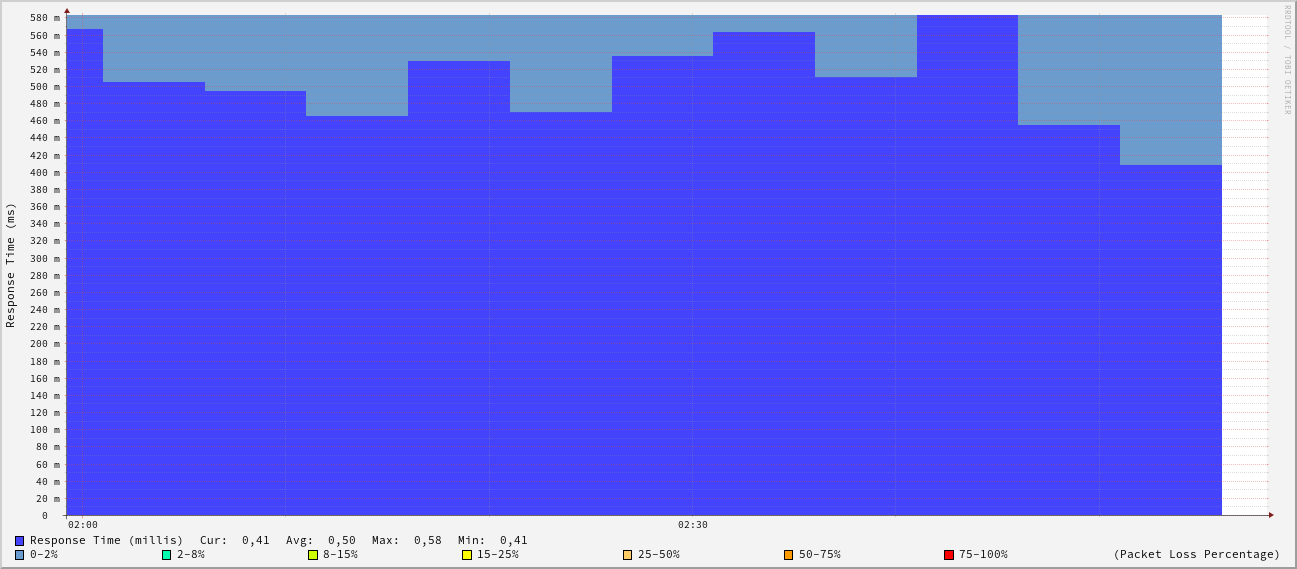 RRDTOOL / TOBI OETIKER
Response Time (ms)
580 m
560 m
540 m
520 m
500 m
480 m
460 m
440 m
420 m
400 m
380 m
360 m
340 m
320 m
300 m
280 m
260 m
240 m
220 m
200 m
180 m
160 m
140 m
120 m
100 m
80 m
60 m
40 m
20 m
0
02:00 02:30
Response Time (millis) Cur: 0,41 Avg: 0,50 Max: 0,58 Min: 0,41
0-2% 2-8% 8-15% 15-25% 25-50% 50-75% 75-100% (Packet Loss Percentage)